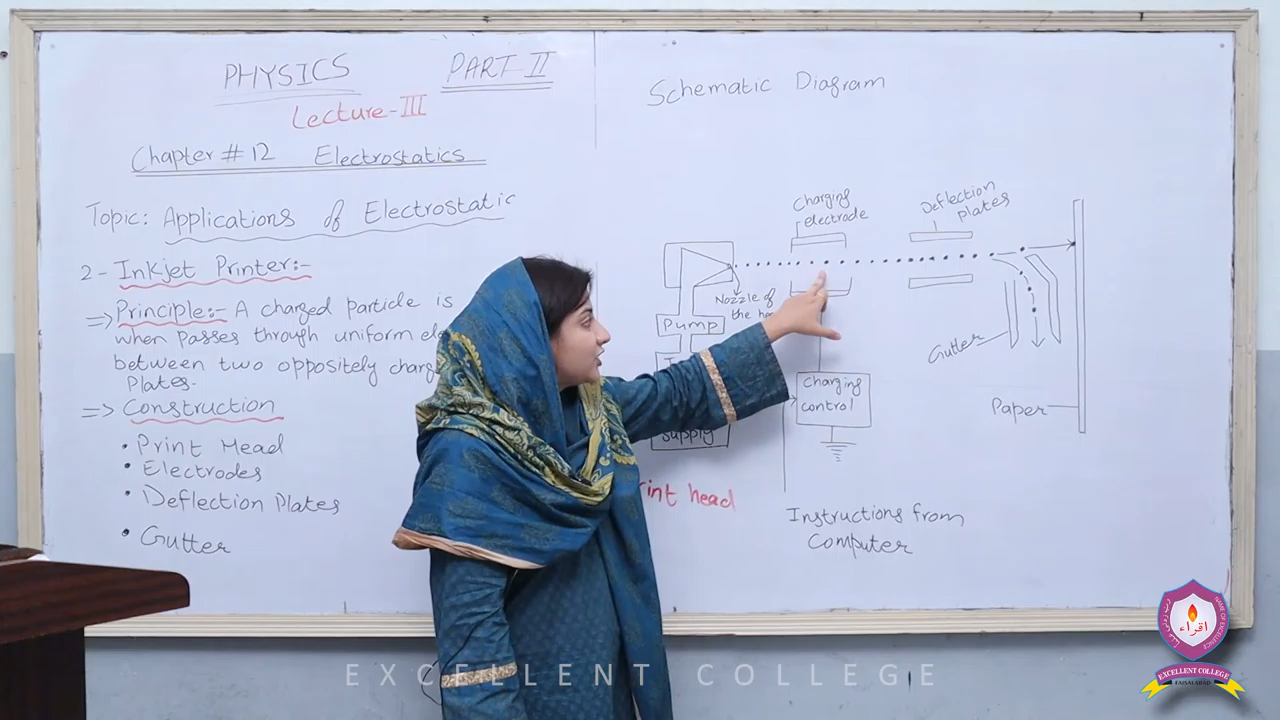 PHYSICS PART-II
Lecture-III
Chapter # 12 Electrostatics
Topic: Applications of Electrostatic
2- Inkjet Printer:-
=> Principle:- A charged particle is
when passes through uniform
between two oppositely
Plates.
=> Construction
• Print Head
• Electrodes
• Deflection Plates
• Gutter
Schematic Diagram
Charging
electrode
Deflection
plates
Nozzle of
the
Pump
supply
head
Charging
control
Gutter
Paper
Instructions from
Computer
EXCELLENT COLLEGE
اقراء
EXCELLENT COLLEGE
FAISALABAD